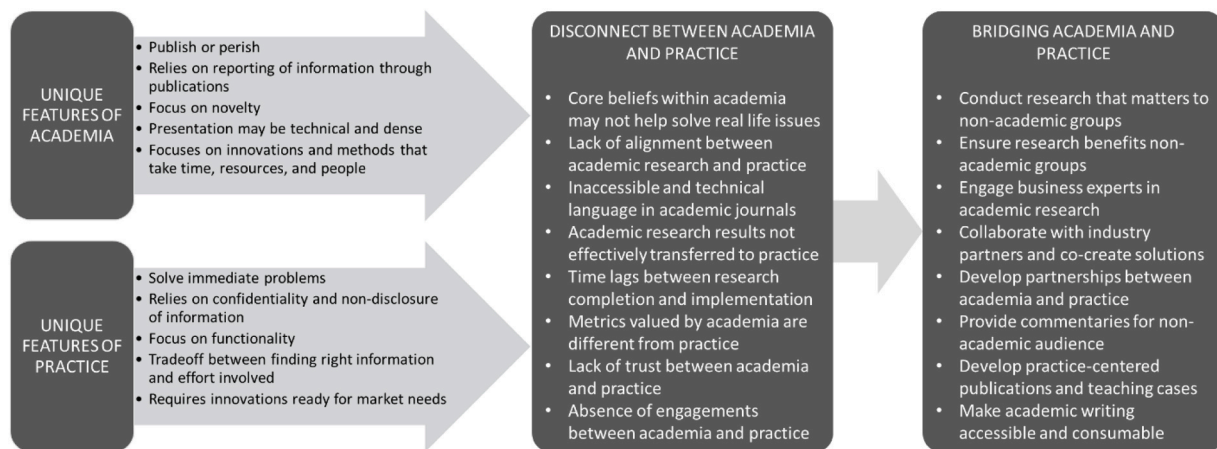 UNIQUE
FEATURES OF
ACADEMIA
• Publish or perish
• Relies on reporting of information through
publications
• Focus on novelty
• Presentation may be technical and dense
• Focuses on innovations and methods that
take time, resources, and people
UNIQUE
FEATURES OF
PRACTICE
• Solve immediate problems
• Relies on confidentiality and non-disclosure
of information
• Focus on functionality
• Tradeoff between finding right information
and effort involved
• Requires innovations ready for market needs
DISCONNECT BETWEEN ACADEMIA
AND PRACTICE
• Core beliefs within academia
may not help solve real life issues
• Lack of alignment between
academic research and practice
• Inaccessible and technical
language in academic journals
• Academic research results not
effectively transferred to practice
• Time lags between research
completion and implementation
• Metrics valued by academia are
different from practice
• Lack of trust between academia
and practice
• Absence of engagements
between academia and practice
BRIDGING ACADEMIA AND
PRACTICE
• Conduct research that matters to
non-academic groups
• Ensure research benefits non-
academic groups
• Engage business experts in
academic research
• Collaborate with industry
partners and co-create solutions
• Develop partnerships between
academia and practice
• Provide commentaries for non-
academic audience
• Develop practice-centered
publications and teaching cases
• Make academic writing
accessible and consumable